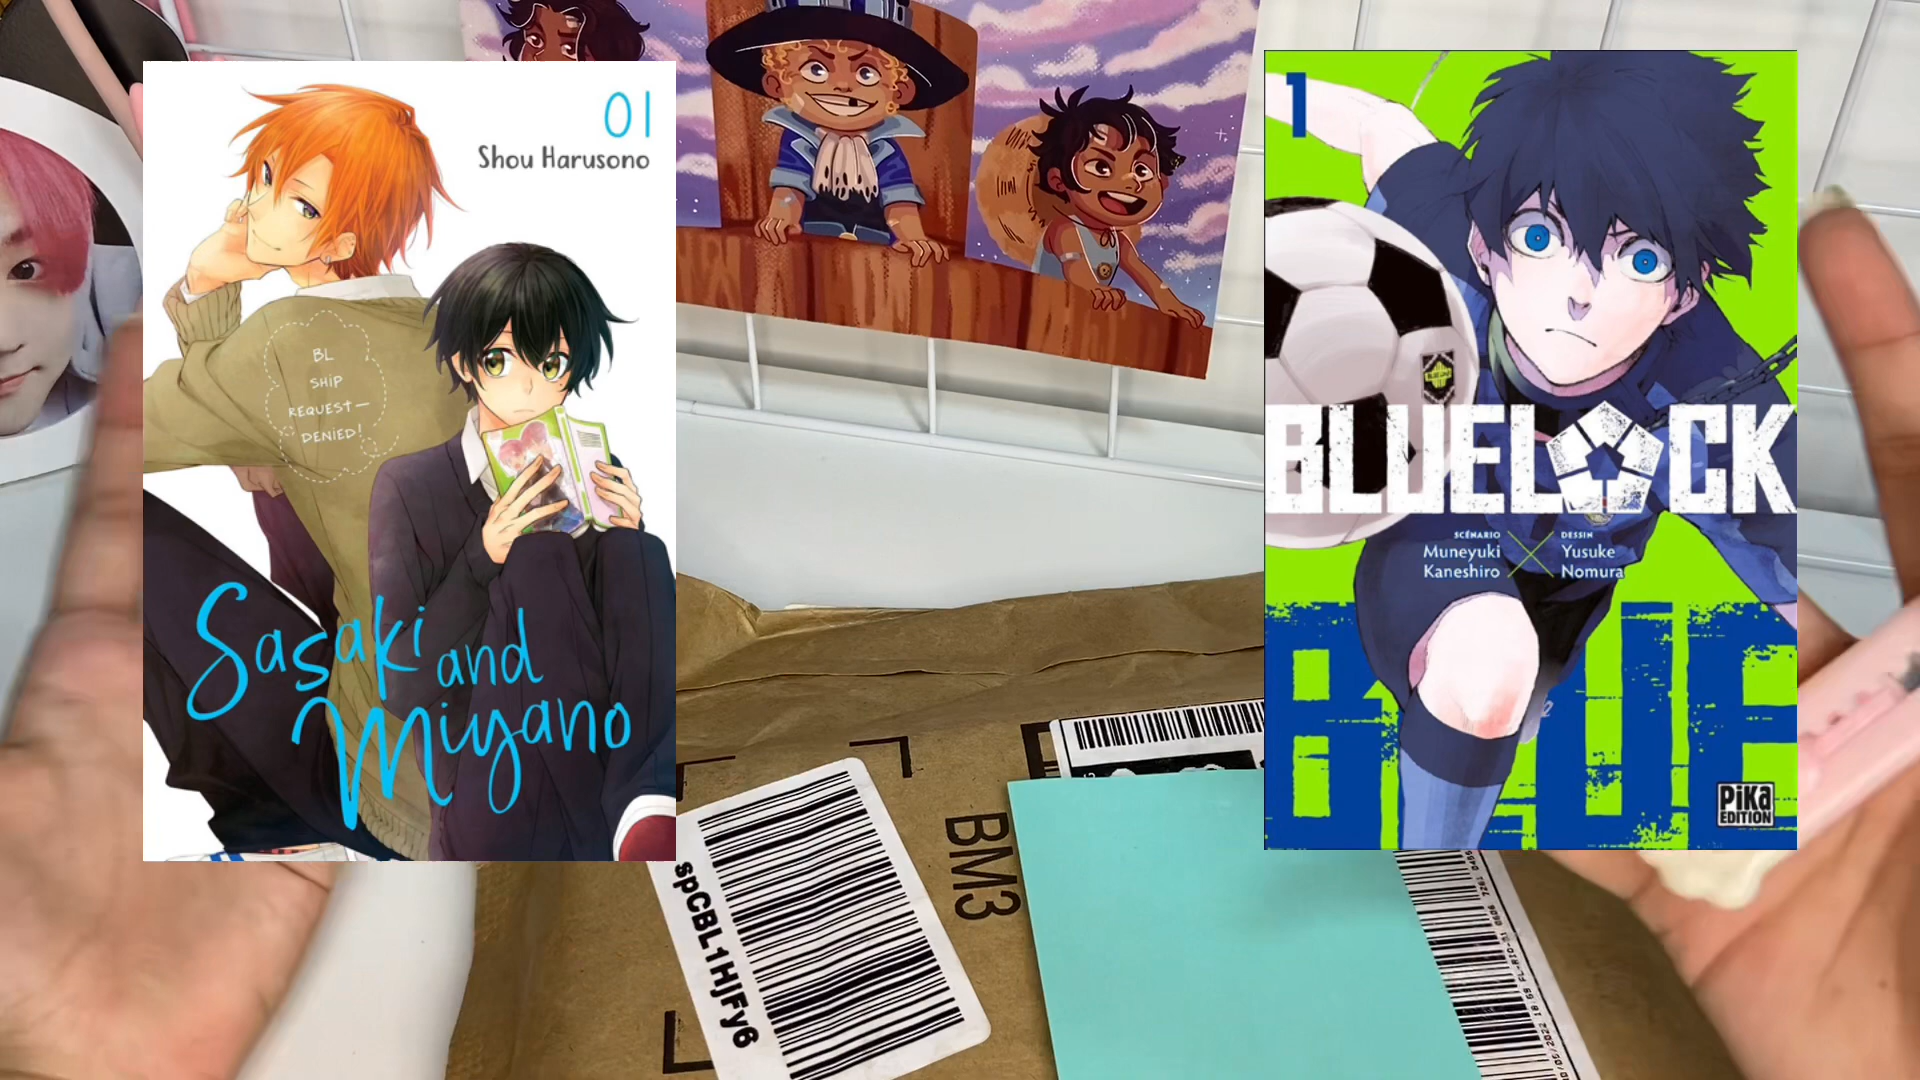 01
Shou Harusono
BL
SHIP
REQUEST—
DENIED!
Sasaki and
Miyano
1
BLUELOCK
SCÉNARIO
Muneyuki
Kaneshiro
DESSIN
Yusuke
Nomura
BLUE
PiKa
EDITION
BM3
spCBL1HjFy6